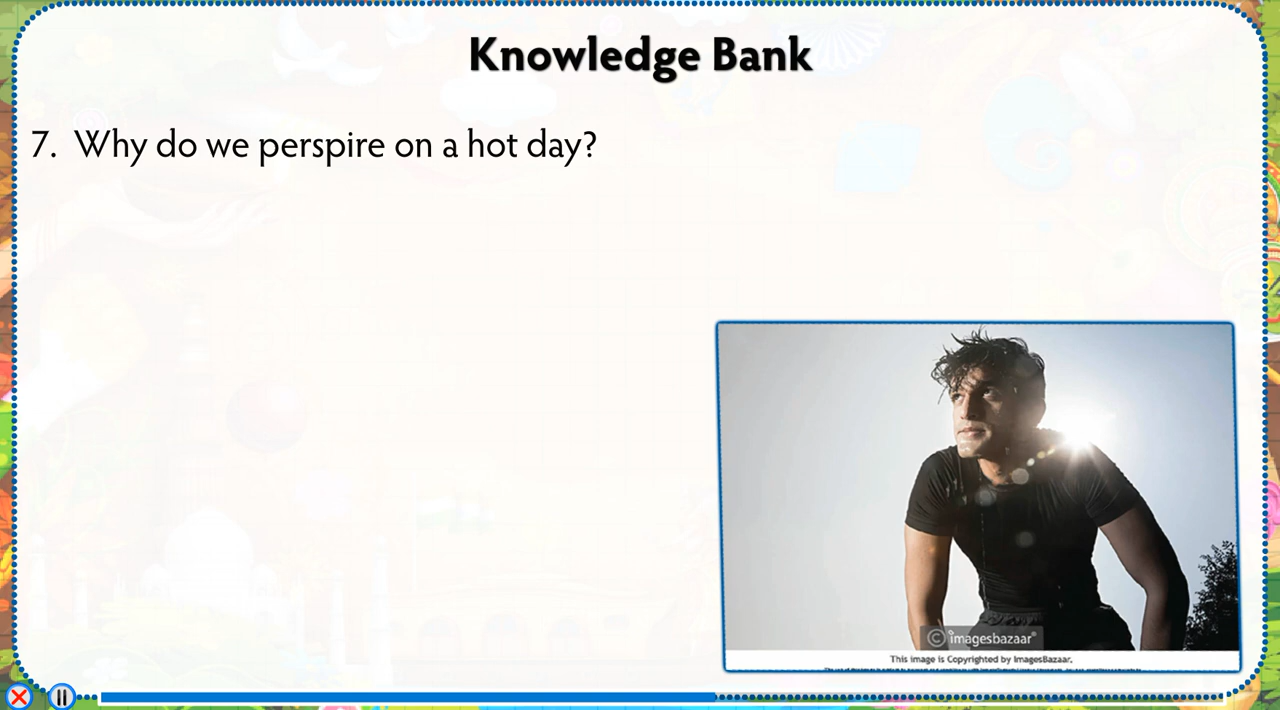 Knowledge Bank
7. Why do we perspire on a hot day?
© imagesbazaar
This image is Copyrighted by ImagesBazaar.